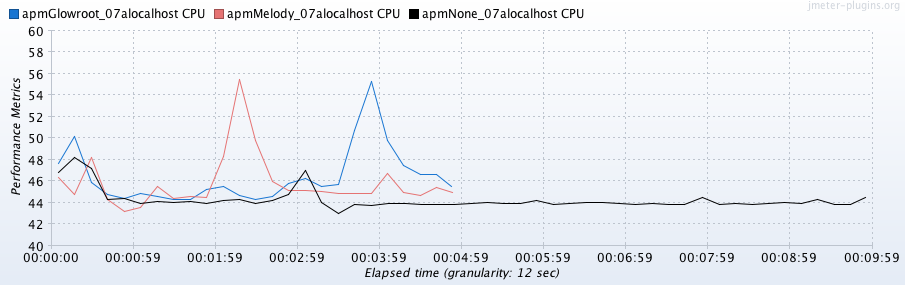 jmeter-plugins.org
apmGlowroot_07alocalhost CPU apmMelody_07alocalhost CPU apmNone_07alocalhost CPU
60
58
56
54
52
50
48
46
44
42
40
Performance Metrics
00:00:00 00:00:59 00:01:59 00:02:59 00:03:59 00:04:59 00:05:59 00:06:59 00:07:59 00:08:59 00:09:59
Elapsed time (granularity: 12 sec)